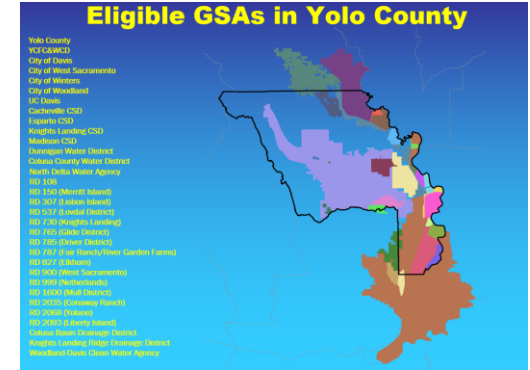 Eligible GSAs in Yolo County
Yolo County
YCFC&WCD
City of Davis
City of West Sacramento
City of Winters
City of Woodland
UC Davis
Cacheville CSD
Esparto CSD
Knights Landing CSD
Madison CSD
Dunnigan Water District
Colusa County Water District
North Delta Water Agency
RD 108
RD 150 (Merritt Island)
RD 307 (Lisbon Island)
RD 537 (Lovdal District)
RD 730 (Knights Landing)
RD 765 (Glide District)
RD 785 (Driver District)
RD 787 (Fair Ranch/River Garden Farms)
RD 827 (Elkhorn)
RD 900 (West Sacramento)
RD 999 (Netherlands)
RD 1600 (Mull District)
RD 2035 (Conaway Ranch)
RD 2068 (Yolano)
RD 2093 (Liberty Island)
Colusa Basin Drainage District
Knights Landing Ridge Drainage District
Woodland Davis Clean Water Agency